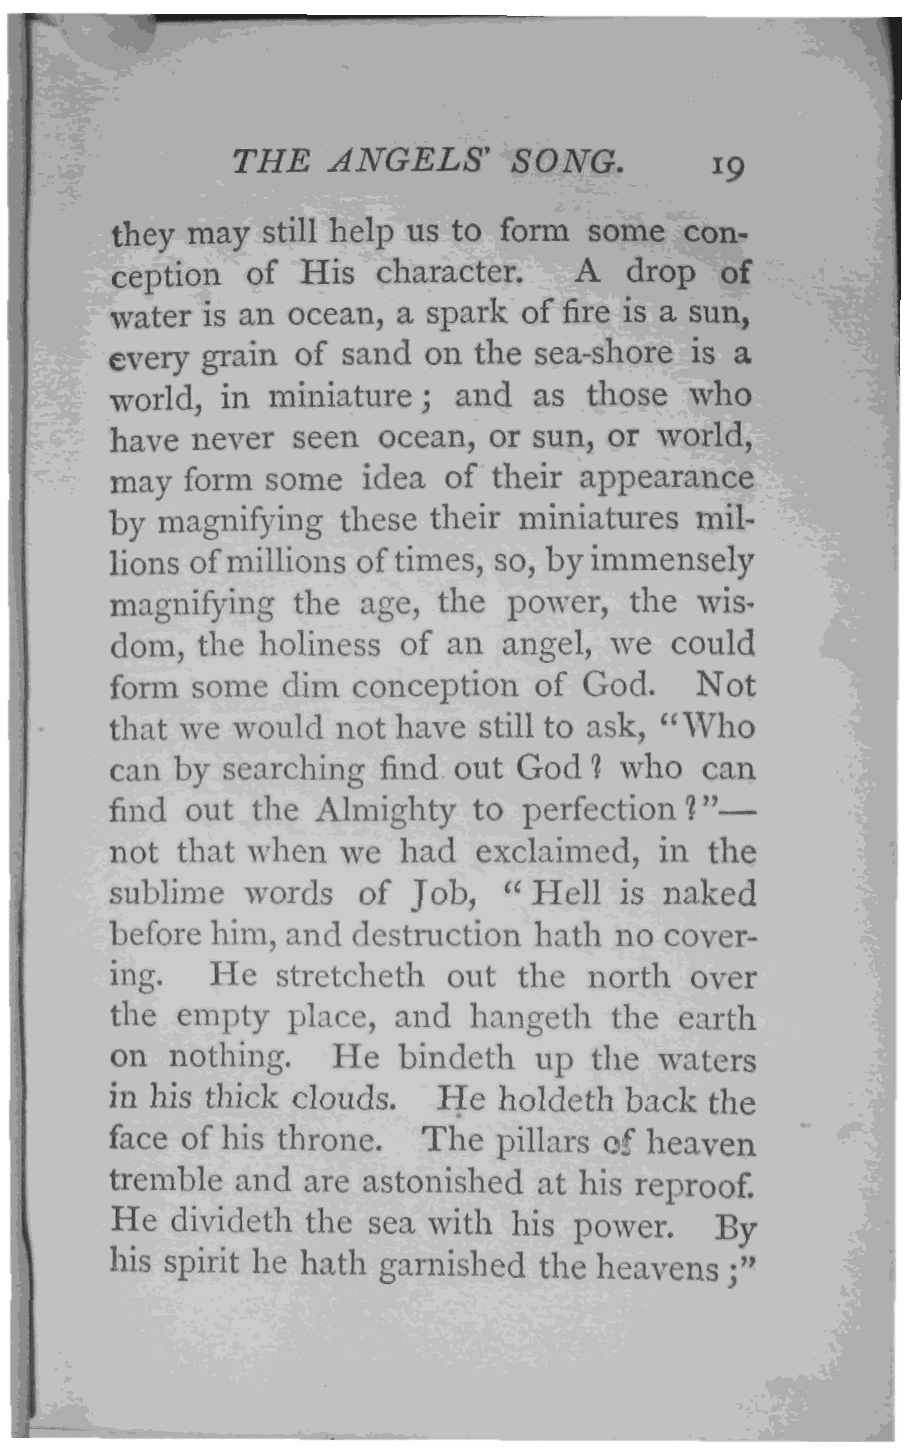 THE ANGELS' SONG. 19
they may still help us to form some con-
ception of His character. A drop of
water is an ocean, a spark of fire is a sun,
every grain of sand on the sea-shore is a
world, in miniature; and as those who
have never seen ocean, or sun, or world,
may form some idea of their appearance
by magnifying these their miniatures mil-
lions of millions of times, so, by immensely
magnifying the age, the power, the wis-
dom, the holiness of an angel, we could
form some dim conception of God. Not
that we would not have still to ask, "Who
can by searching find out God? who can
find out the Almighty to perfection?"—
not that when we had exclaimed, in the
sublime words of Job, "Hell is naked
before him, and destruction hath no cover-
ing. He stretcheth out the north over
the empty place, and hangeth the earth
on nothing. He bindeth up the waters
in his thick clouds. He holdeth back the
face of his throne. The pillars of heaven
tremble and are astonished at his reproof.
He divideth the sea with his power. By
his spirit he hath garnished the heavens;"